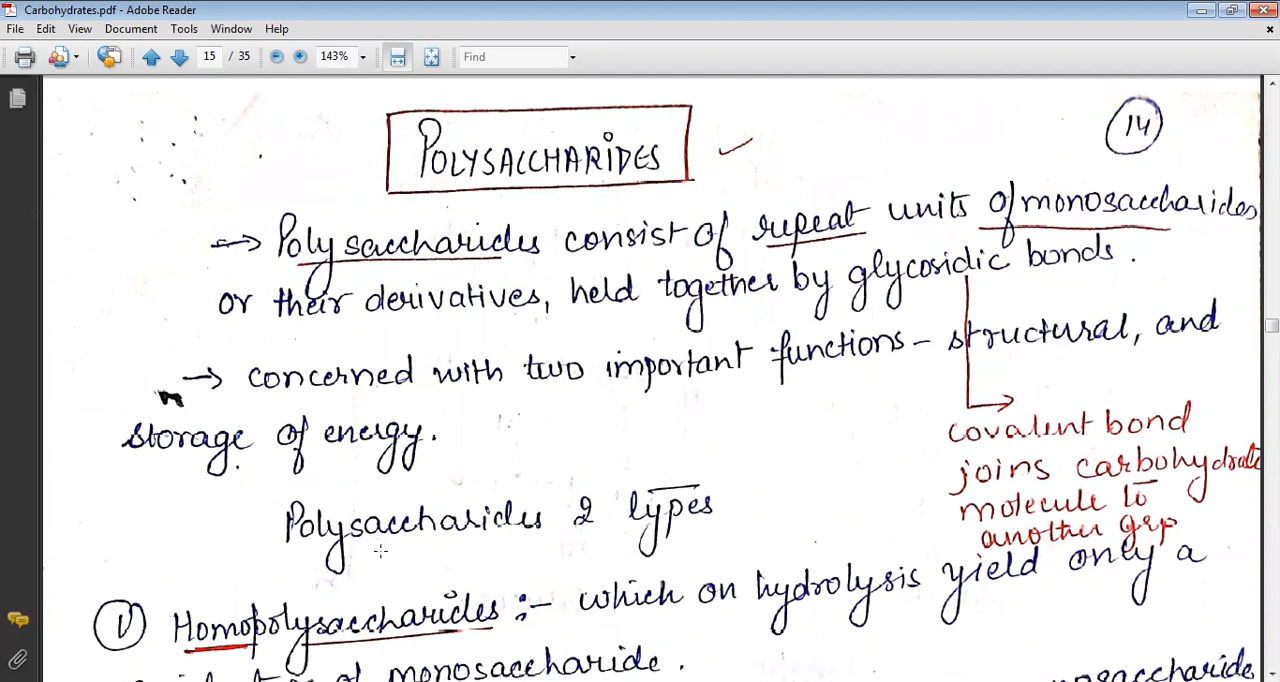 Carbohydrates.pdf - Adobe Reader
File Edit View Document Tools Window Help
15 / 35 143% Find
14
POLYSACCHARIDES
→ Polysaccharides consist of repeat units of monosaccharides
or their derivatives, held together by glycosidic bonds.
→ concerned with two important functions - structural, and
storage of energy.
covalent bond
joins carbohydrate
molecule to
another grp
Polysaccharides 2 types
1 Homopolysaccharides :- which on hydrolysis yield only a
of monosaccharide.
monosaccharide